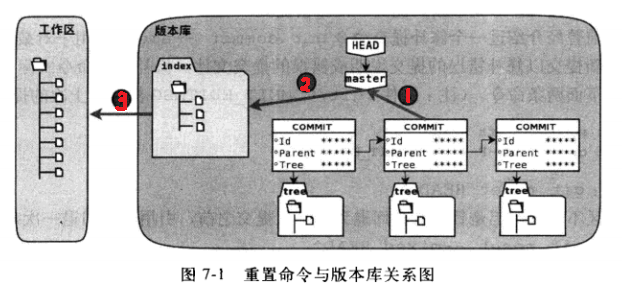 工作区
版本库
HEAD
index
master
3
2
1
COMMIT
Id *****
Parent *****
Tree *****
COMMIT
Id *****
Parent *****
Tree *****
COMMIT
Id *****
Parent *****
Tree *****
tree
tree
tree
图 7-1 重置命令与版本库关系图